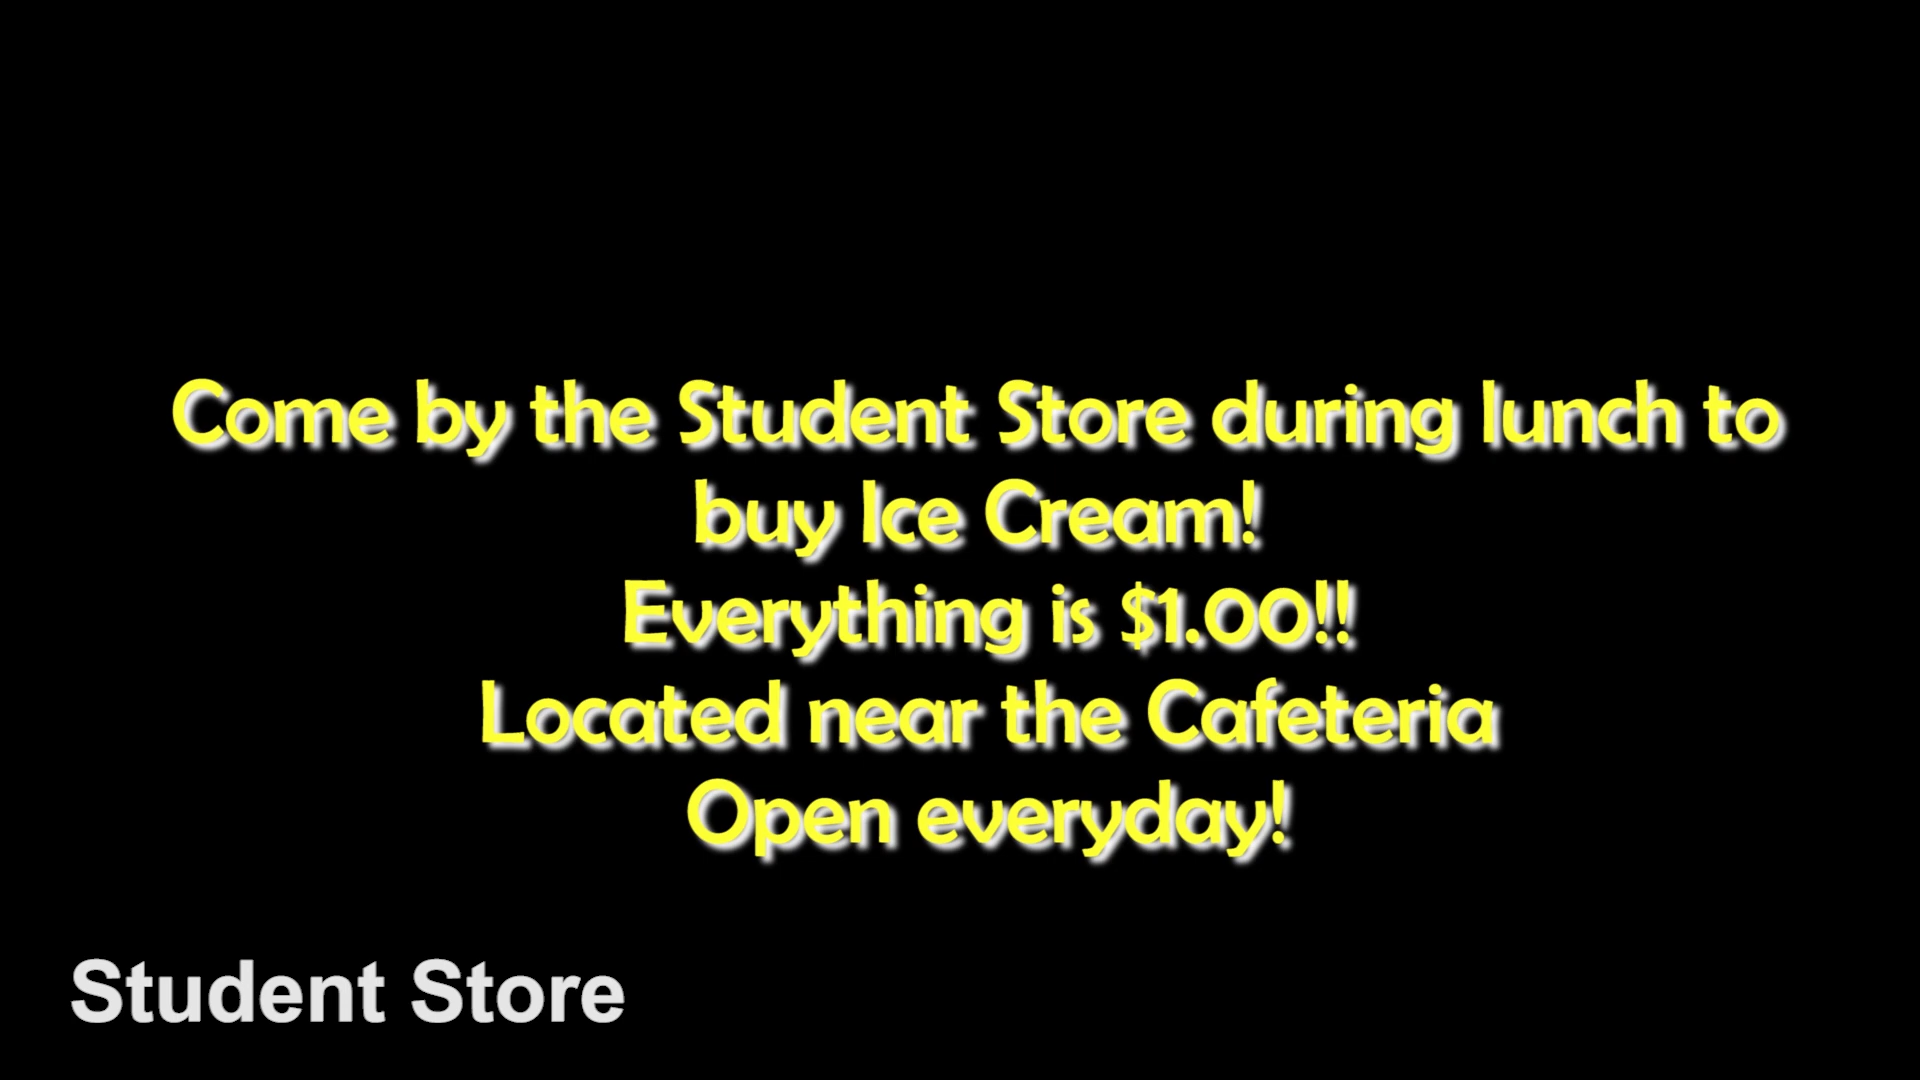 Come by the Student Store during lunch to
buy Ice Cream!
Everything is $1.00!!
Located near the Cafeteria
Open everyday!
Student Store